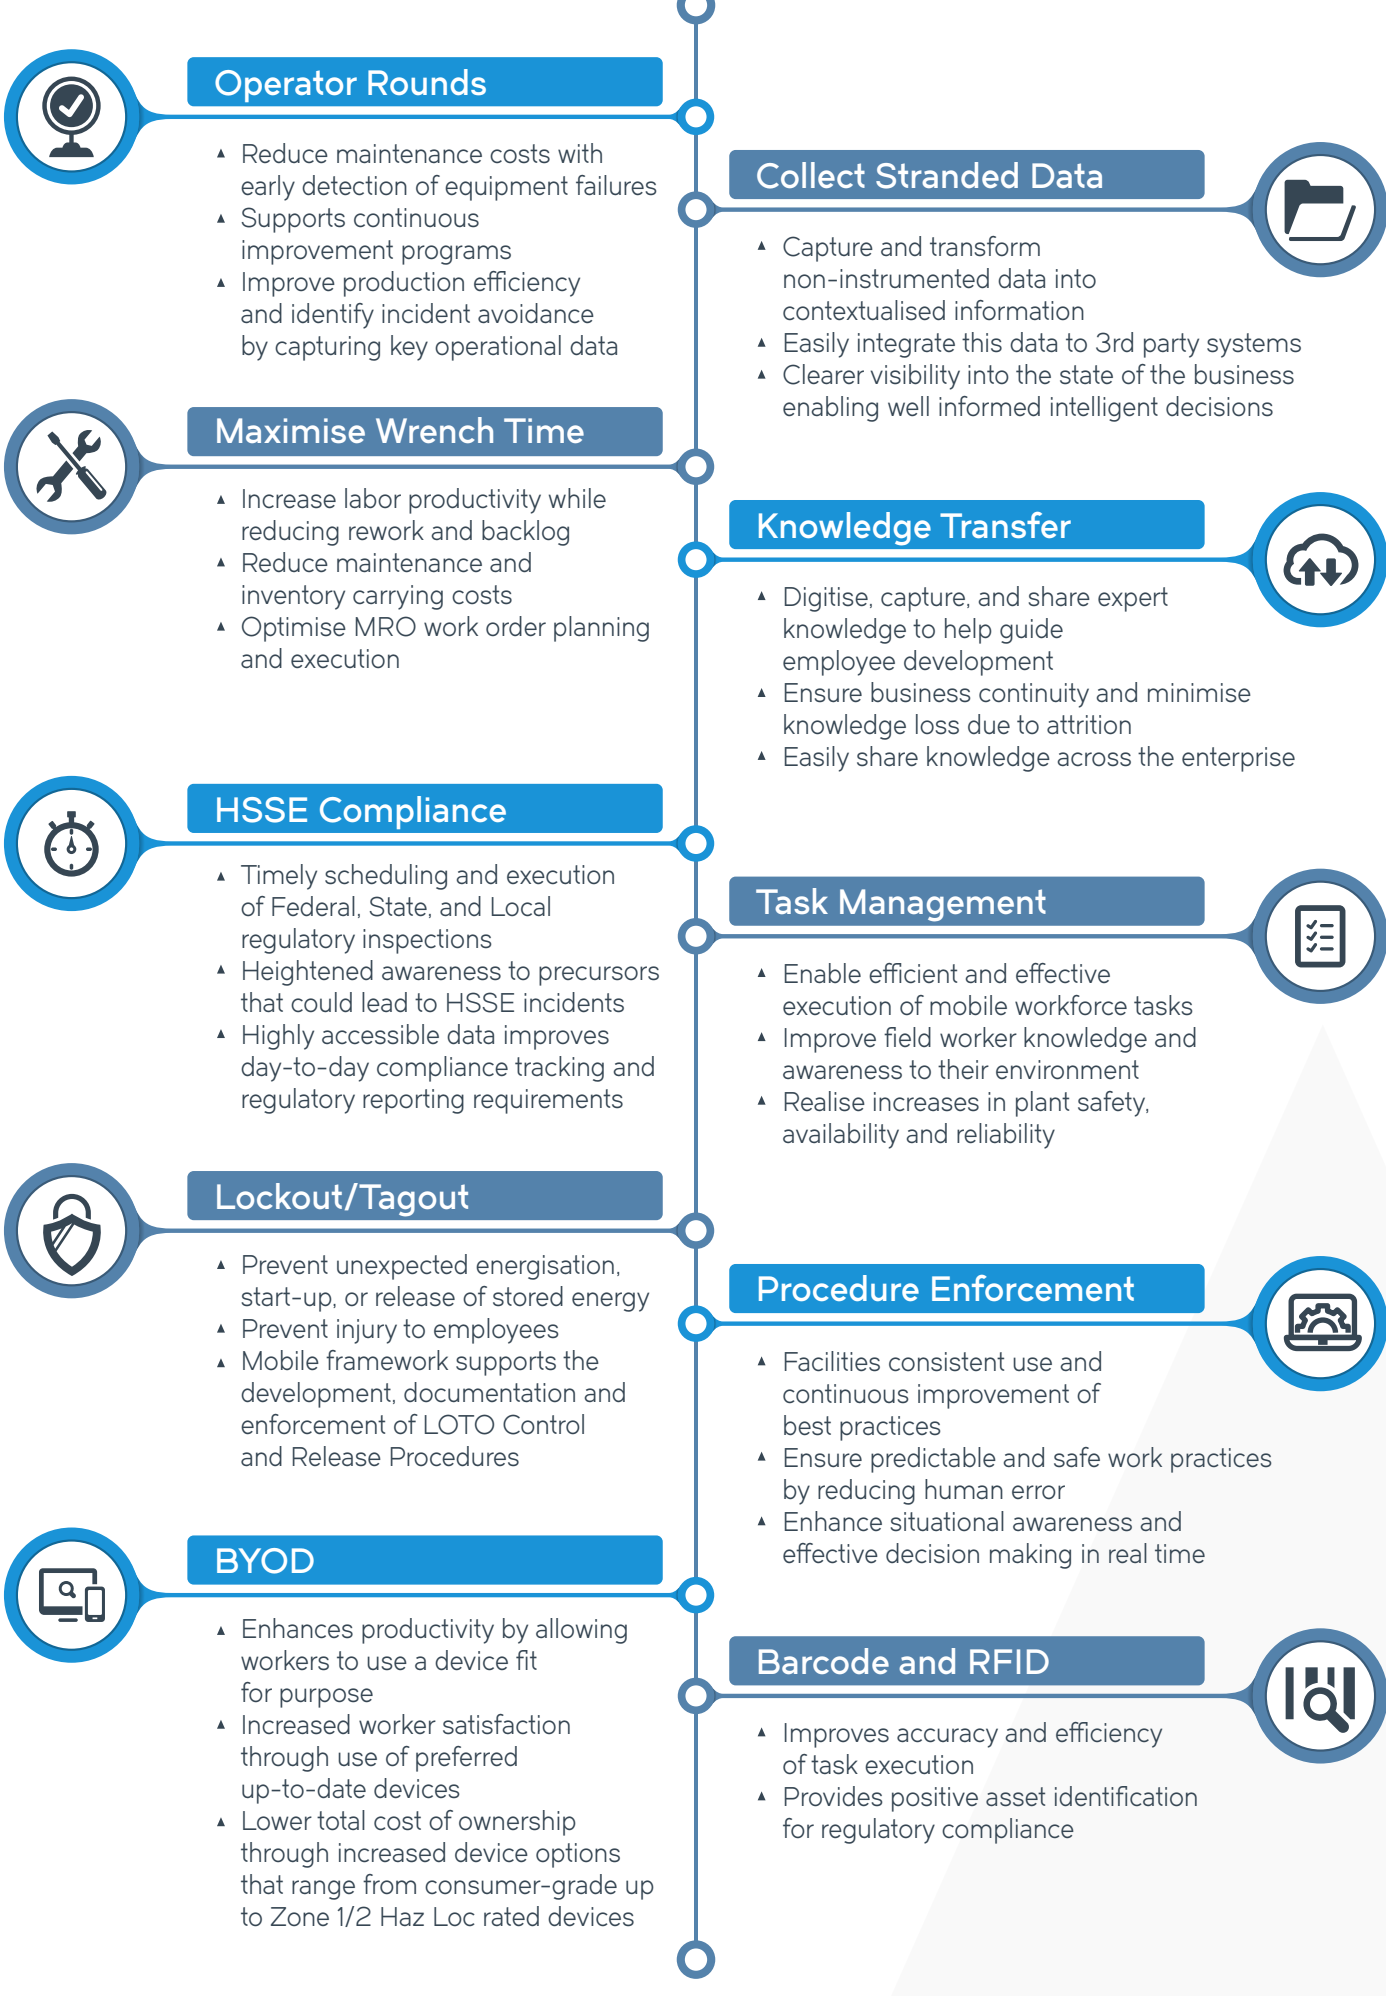 Operator Rounds
Reduce maintenance costs with
early detection of equipment failures
Supports continuous
improvement programs
Improve production efficiency
and identify incident avoidance
by capturing key operational data
Collect Stranded Data
Capture and transform
non-instrumented data into
contextualised information
Easily integrate this data to 3rd party systems
Clearer visibility into the state of the business
enabling well informed intelligent decisions
Maximise Wrench Time
Increase labor productivity while
reducing rework and backlog
Reduce maintenance and
inventory carrying costs
Optimise MRO work order planning
and execution
Knowledge Transfer
Digitise, capture, and share expert
knowledge to help guide
employee development
Ensure business continuity and minimise
knowledge loss due to attrition
Easily share knowledge across the enterprise
HSSE Compliance
Timely scheduling and execution
of Federal, State, and Local
regulatory inspections
Heightened awareness to precursors
that could lead to HSSE incidents
Highly accessible data improves
day-to-day compliance tracking and
regulatory reporting requirements
Task Management
Enable efficient and effective
execution of mobile workforce tasks
Improve field worker knowledge and
awareness to their environment
Realise increases in plant safety,
availability and reliability
Lockout/Tagout
Prevent unexpected energisation,
start-up, or release of stored energy
Prevent injury to employees
Mobile framework supports the
development, documentation and
enforcement of LOTO Control
and Release Procedures
Procedure Enforcement
Facilities consistent use and
continuous improvement of
best practices
Ensure predictable and safe work practices
by reducing human error
Enhance situational awareness and
effective decision making in real time
BYOD
Enhances productivity by allowing
workers to use a device fit
for purpose
Increased worker satisfaction
through use of preferred
up-to-date devices
Lower total cost of ownership
through increased device options
that range from consumer-grade up
to Zone 1/2 Haz Loc rated devices
Barcode and RFID
Improves accuracy and efficiency
of task execution
Provides positive asset identification
for regulatory compliance